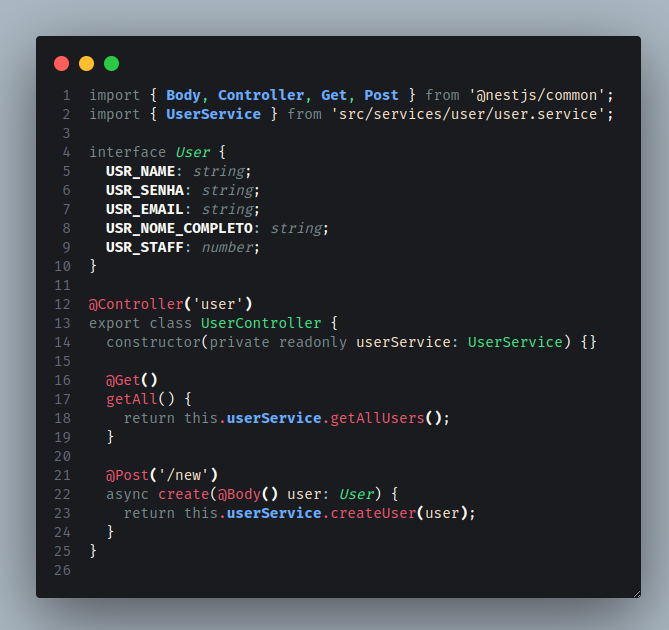 1 import { Body, Controller, Get, Post } from '@nestjs/common';
2 import { UserService } from 'src/services/user/user.service';
3
4 interface User {
5   USR_NAME: string;
6   USR_SENHA: string;
7   USR_EMAIL: string;
8   USR_NOME_COMPLETO: string;
9   USR_STAFF: number;
10 }
11
12 @Controller('user')
13 export class UserController {
14   constructor(private readonly userService: UserService) {}
15
16   @Get()
17   getAll() {
18     return this.userService.getAllUsers();
19   }
20
21   @Post('/new')
22   async create(@Body() user: User) {
23     return this.userService.createUser(user);
24   }
25 }
26